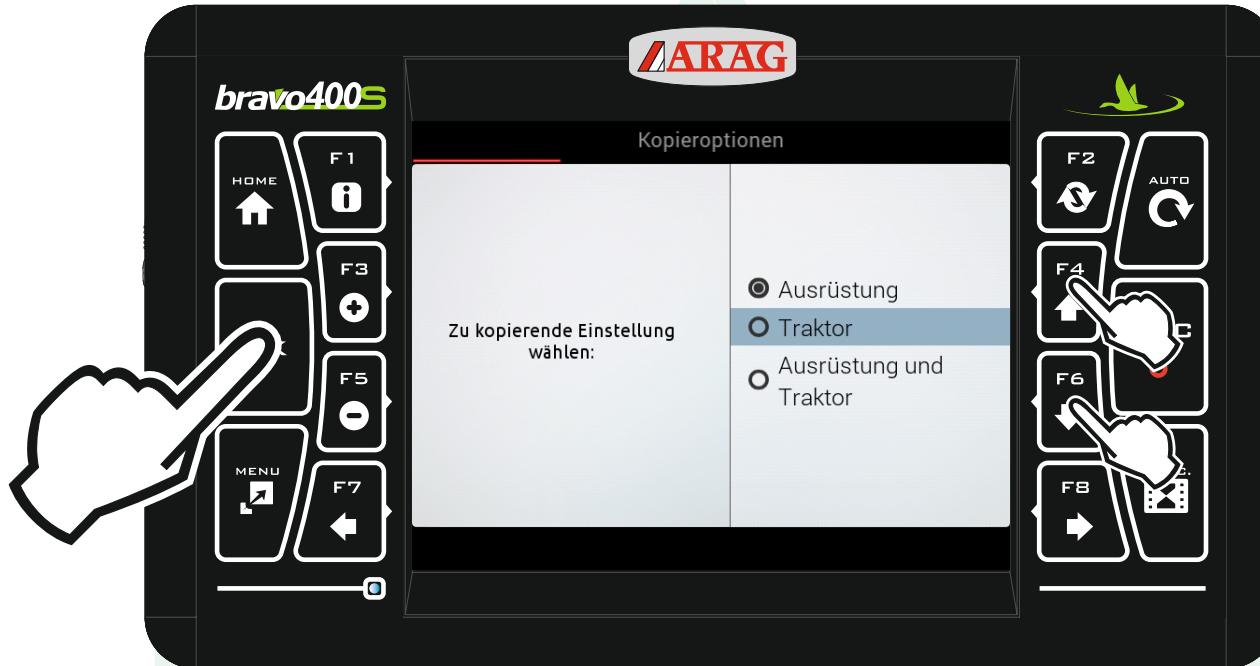 ARAG
bravo400S
Kopieroptionen
HOME
F1
F3
F5
MENU
F7
Zu kopierende Einstellung
wählen:
Ausrüstung
Traktor
Ausrüstung und
Traktor
F2
AUTO
F4
F6
F8